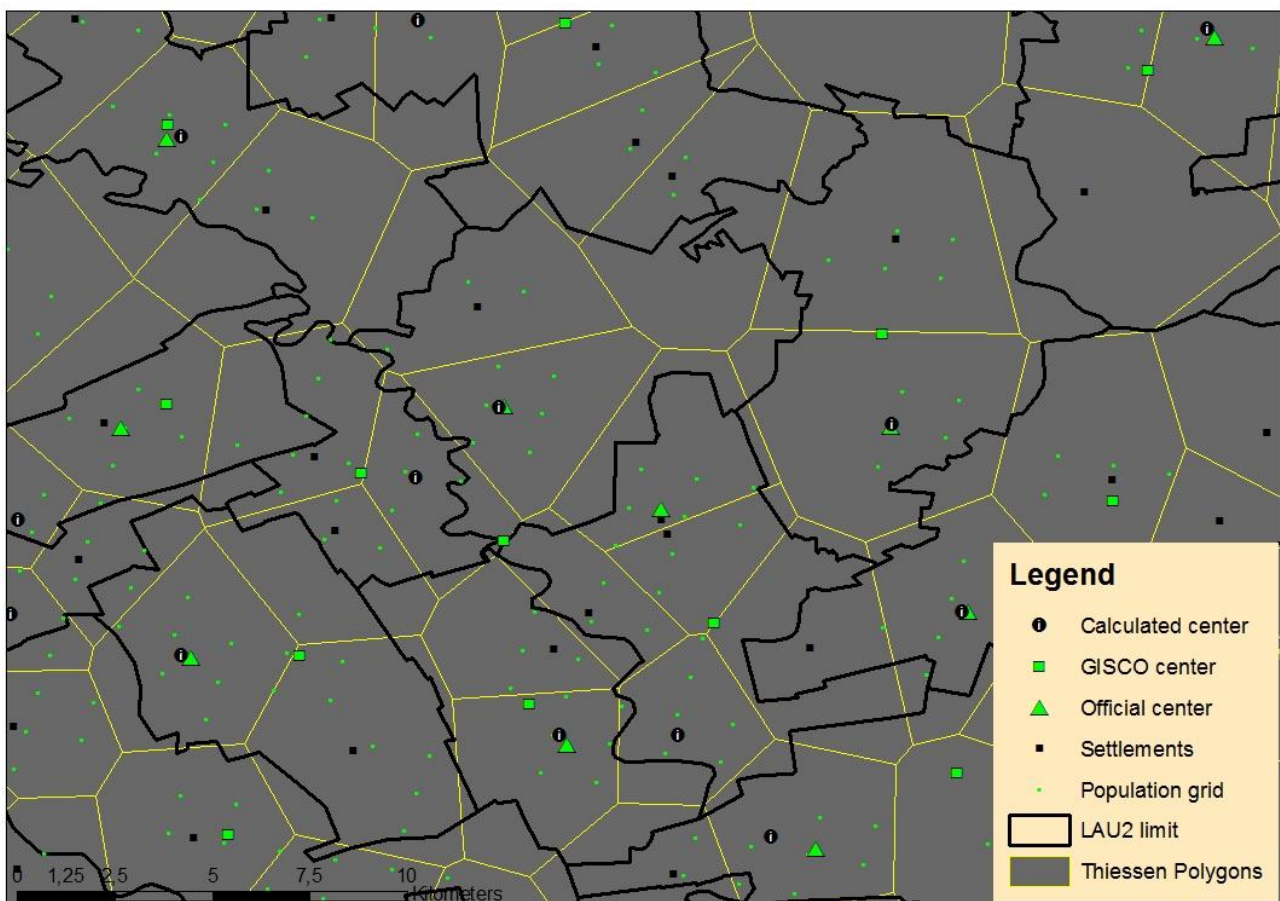 Legend
Calculated center
GISCO center
Official center
Settlements
Population grid
LAU2 limit
Thiessen Polygons
0 1,25 2,5 5 7,5 10
Kilometers